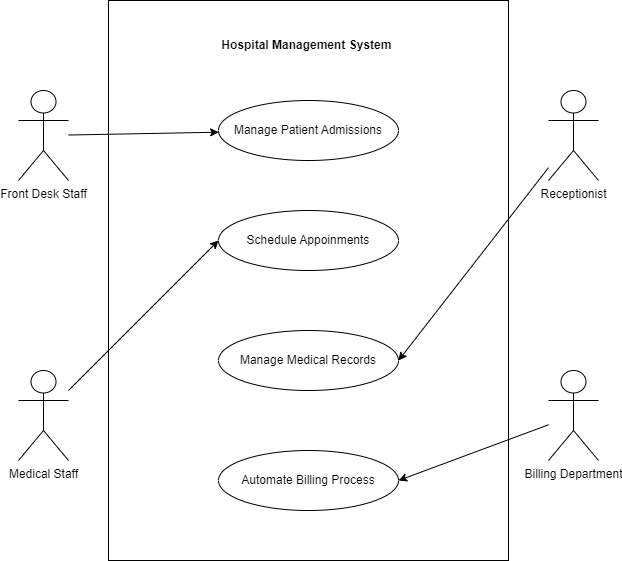 Hospital Management System
Manage Patient Admissions
Front Desk Staff
Receptionist
Schedule Appoinments
Manage Medical Records
Medical Staff
Billing Department
Automate Billing Process